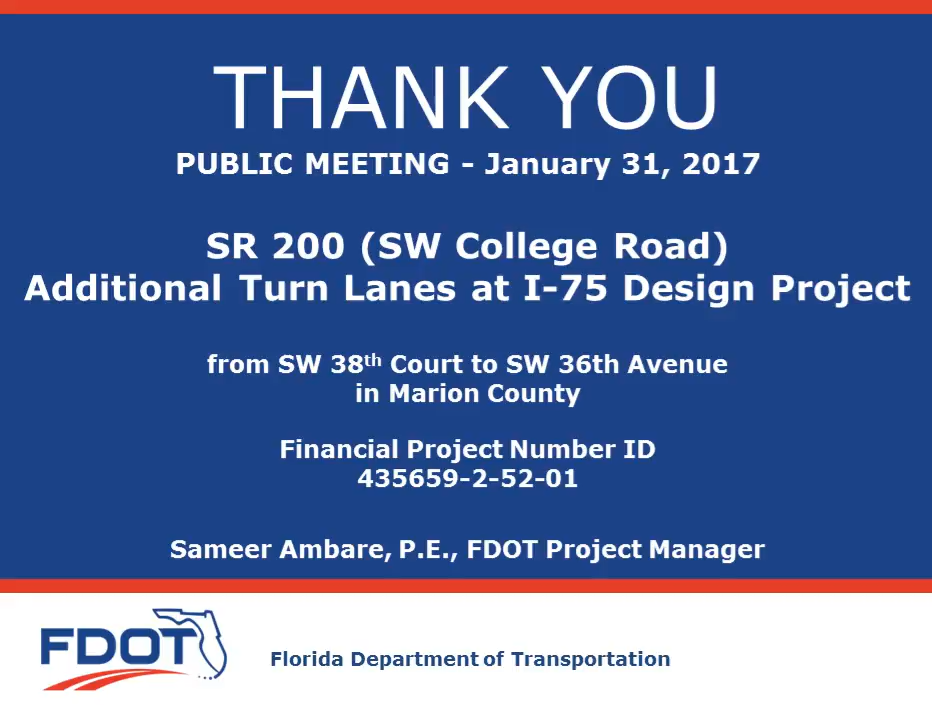 THANK YOU
PUBLIC MEETING - January 31, 2017
SR 200 (SW College Road)
Additional Turn Lanes at I-75 Design Project
from SW 38th Court to SW 36th Avenue
in Marion County
Financial Project Number ID
435659-2-52-01
Sameer Ambare, P.E., FDOT Project Manager
FDOT
Florida Department of Transportation